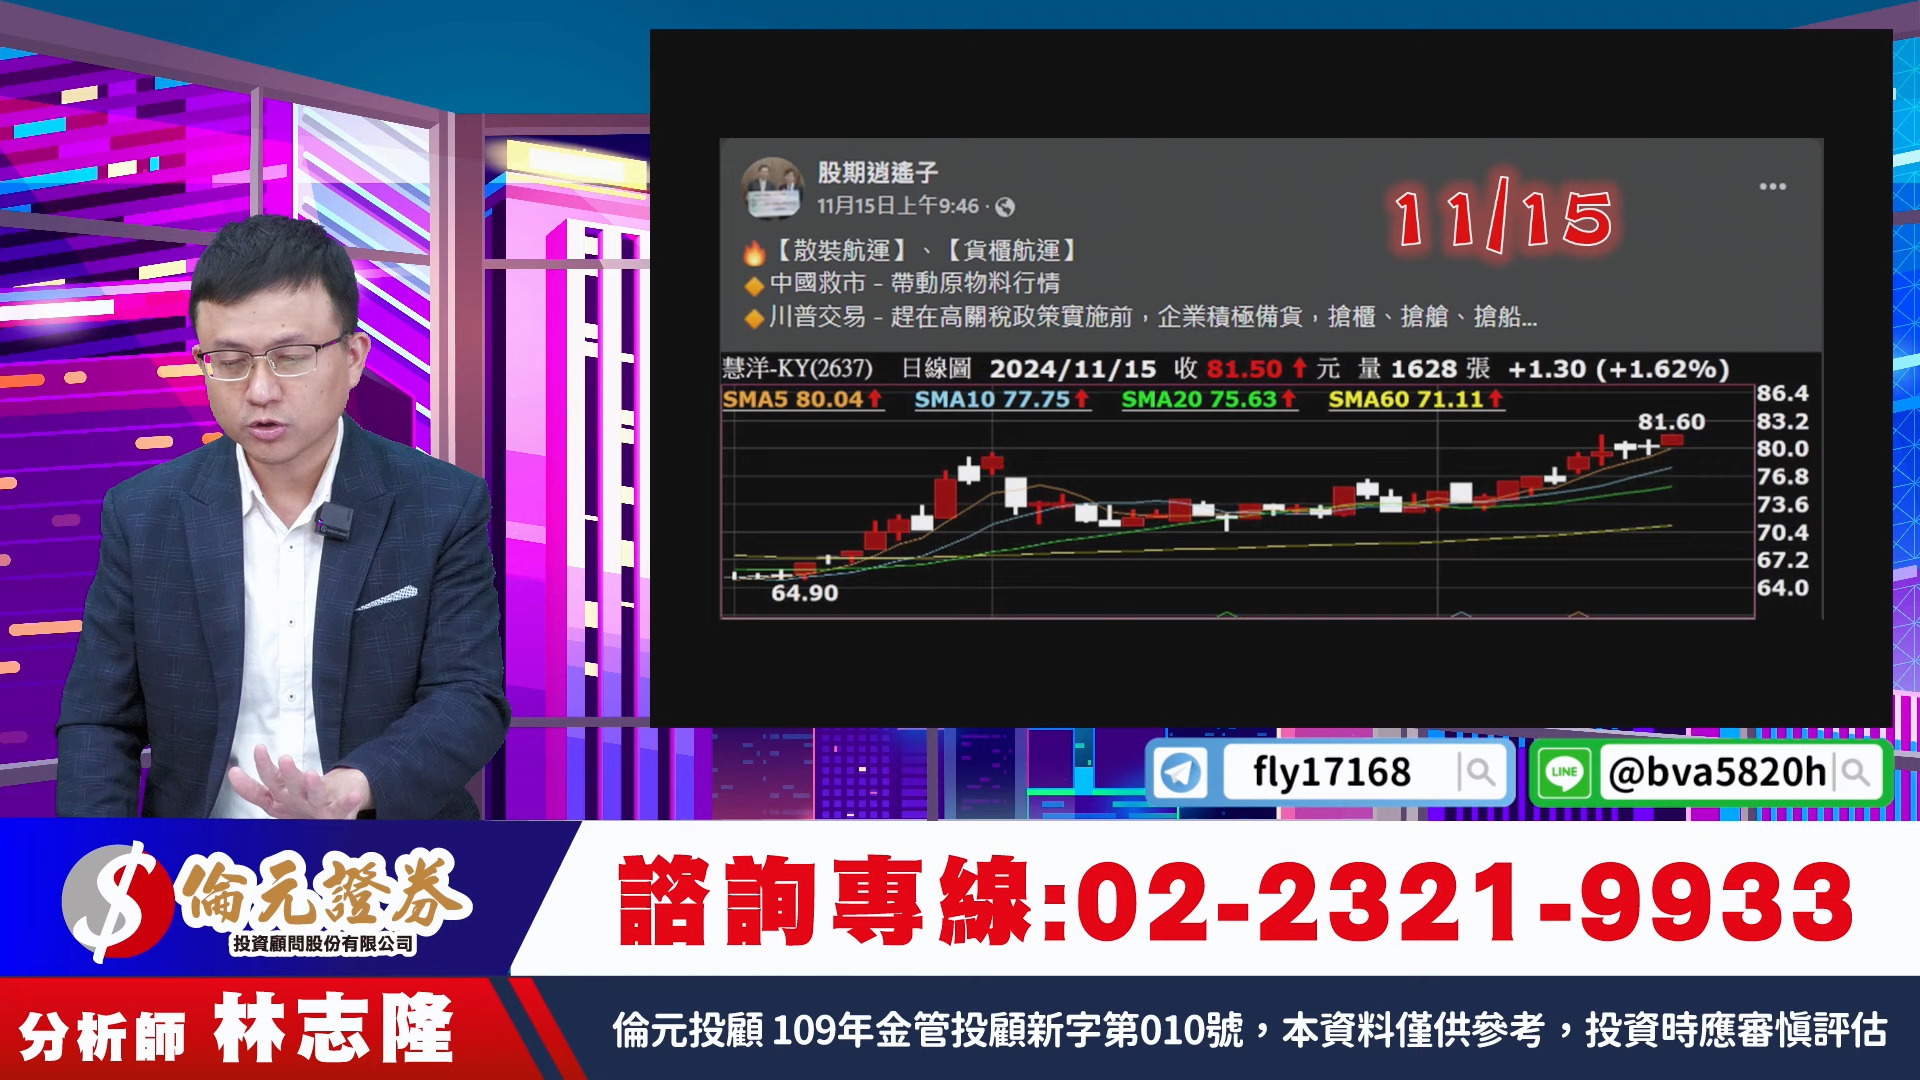 股期逍遙子
11月15日上午9:46 ·
11/15
【散裝航運】、【貨櫃航運】
中國救市 – 帶動原物料行情
川普交易 – 趕在高關稅政策實施前，企業積極備貨，搶櫃、搶艙、搶船...
慧洋-KY(2637) 日線圖 2024/11/15 收 81.50 ↑ 元 量 1628 張 +1.30 (+1.62%)
SMA5 80.04↑ SMA10 77.75↑ SMA20 75.63↑ SMA60 71.11↑
86.4
83.2
80.0
76.8
73.6
70.4
67.2
64.0
81.60
64.90
fly17168
LINE @bva5820h
倫元證券
投資顧問股份有限公司
諮詢專線:02-2321-9933
分析師 林志隆
倫元投顧 109年金管投顧新字第010號，本資料僅供參考，投資時應審慎評估